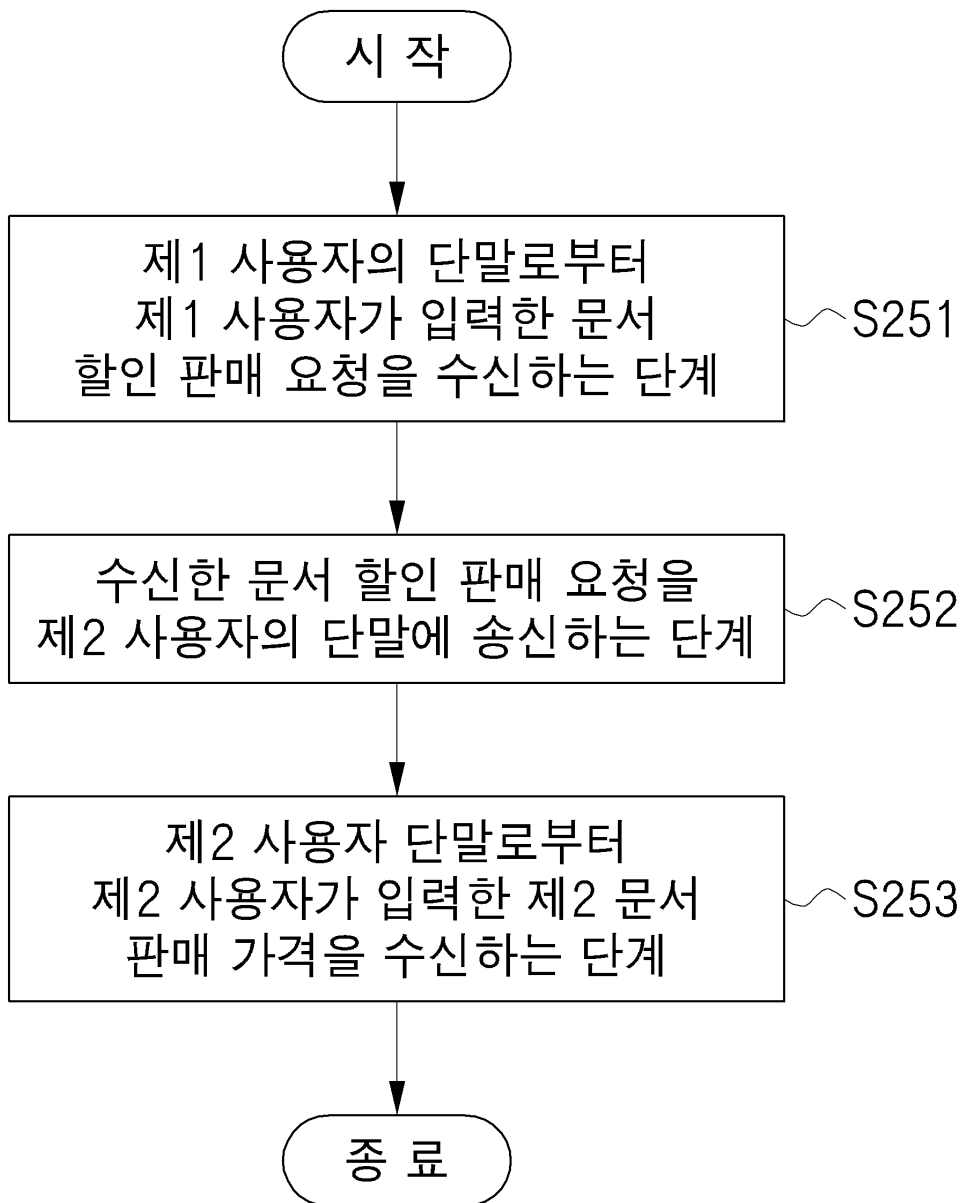 시 작
제1 사용자의 단말로부터
제1 사용자가 입력한 문서
할인 판매 요청을 수신하는 단계
S251
수신한 문서 할인 판매 요청을
제2 사용자의 단말에 송신하는 단계
S252
제2 사용자 단말로부터
제2 사용자가 입력한 제2 문서
판매 가격을 수신하는 단계
S253
종 료